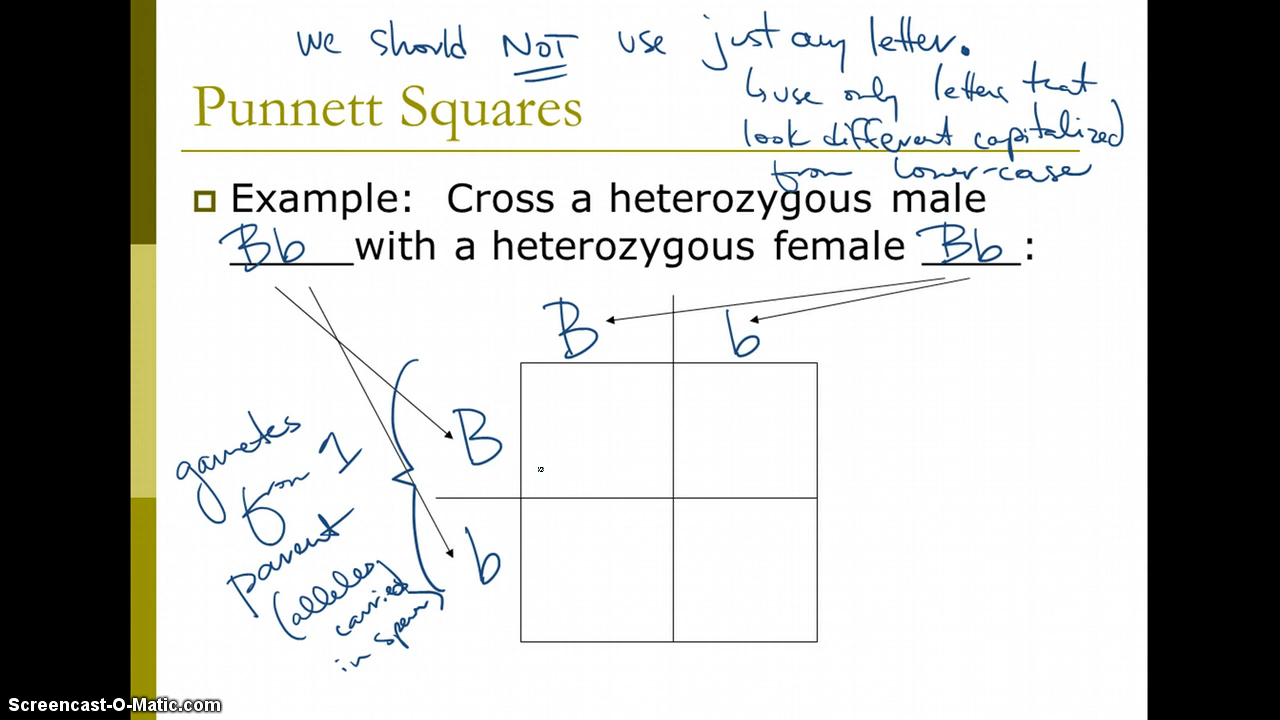 we should NOT use just any letter.
Punnett Squares
↳ use only letters that
look different capitalized
from lower-case
Example: Cross a heterozygous male
Bb with a heterozygous female Bb:
B b
B
b
gametes
from 1
parent
(alleles
carried
in sperm)
Screencast-O-Matic.com